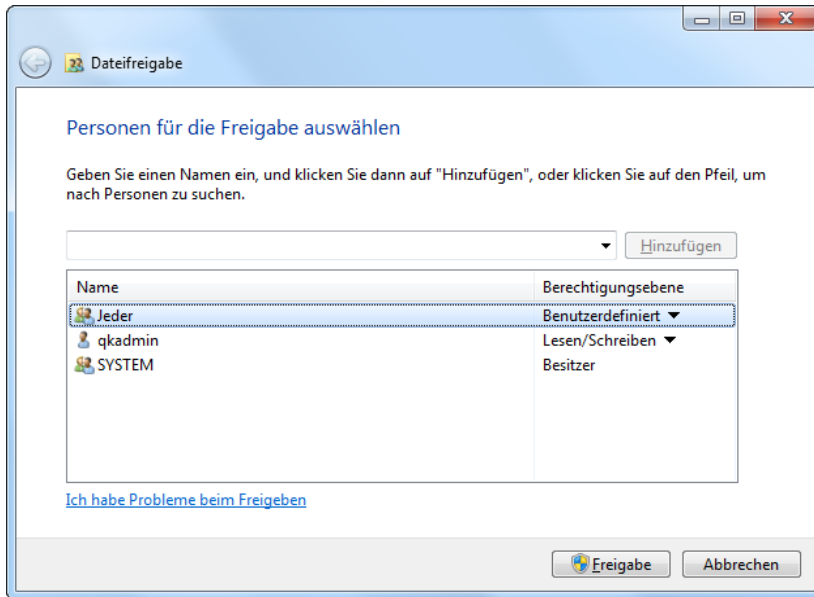 Dateifreigabe
Personen für die Freigabe auswählen
Geben Sie einen Namen ein, und klicken Sie dann auf "Hinzufügen", oder klicken Sie auf den Pfeil, um
nach Personen zu suchen.
Hinzufügen
Name Berechtigungsebene
Jeder Benutzerdefiniert
qkadmin Lesen/Schreiben
SYSTEM Besitzer
Ich habe Probleme beim Freigeben
Freigabe Abbrechen